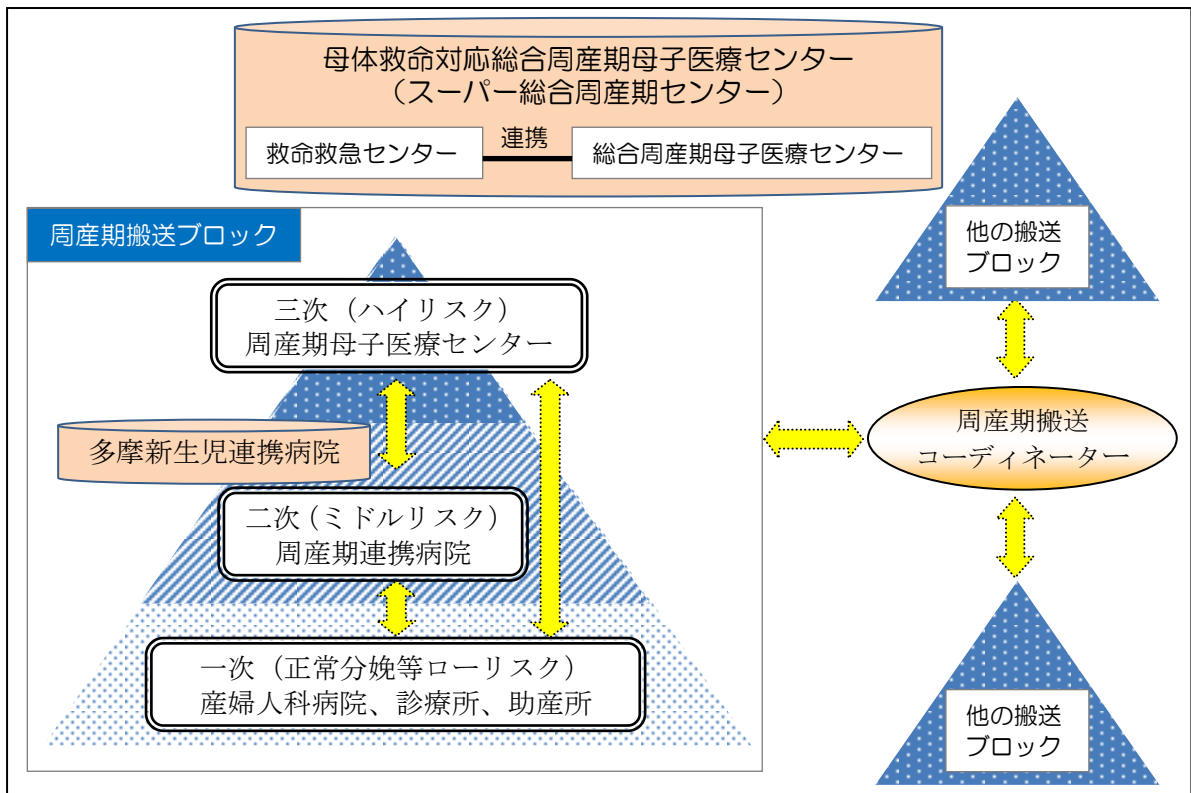 母体救命対応総合周産期母子医療センター
（スーパー総合周産期センター）
救命救急センター
連携
総合周産期母子医療センター
周産期搬送ブロック
三次（ハイリスク）
周産期母子医療センター
多摩新生児連携病院
二次（ミドルリスク）
周産期連携病院
一次（正常分娩等ローリスク）
産婦人科病院、診療所、助産所
他の搬送
ブロック
周産期搬送
コーディネーター
他の搬送
ブロック